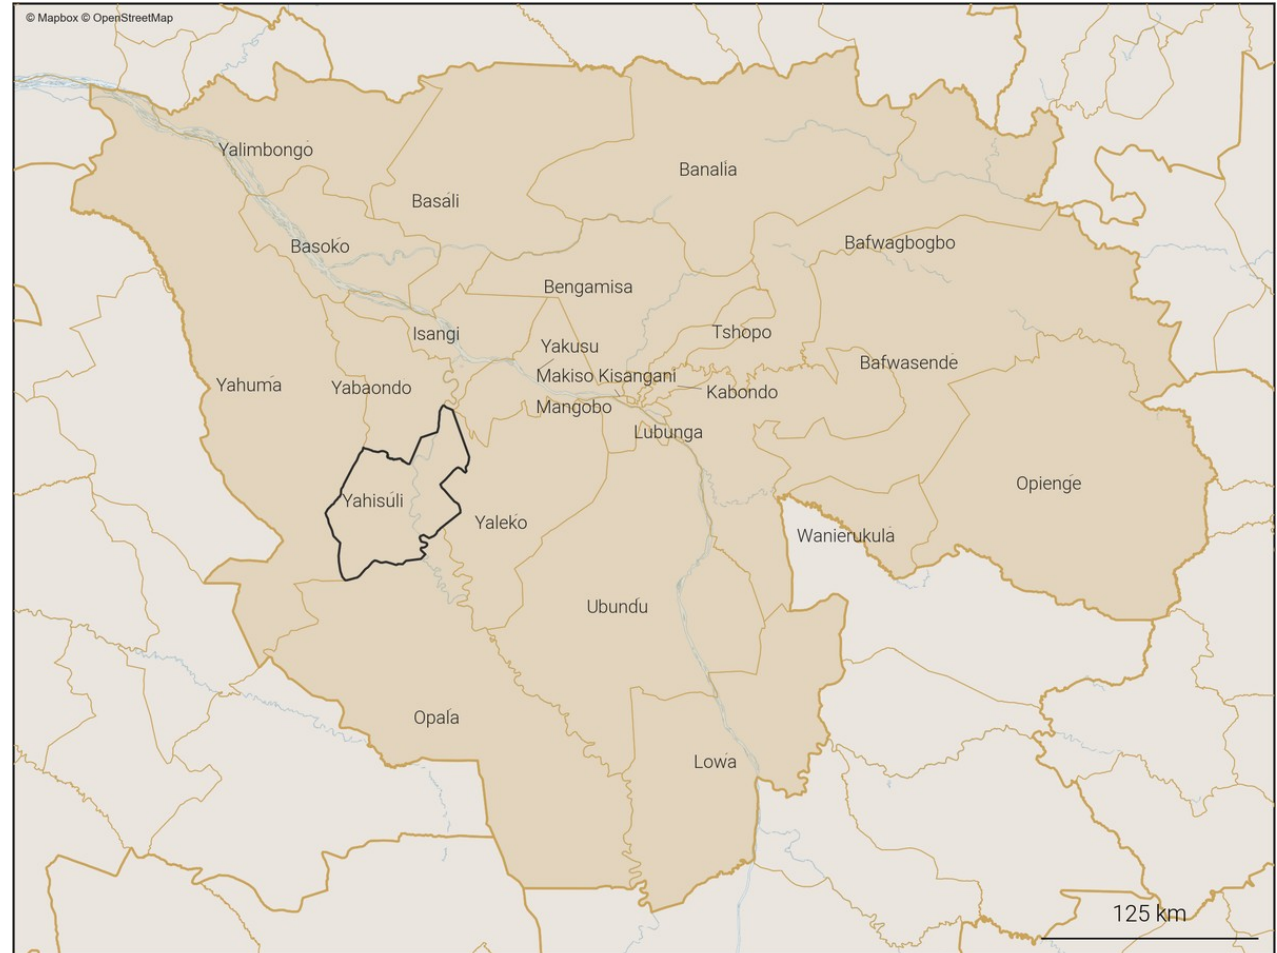 © Mapbox © OpenStreetMap
Yalimbongo
Banalia
Basali
Basoko
Bafwagbogbo
Bengamisa
Isangi
Tshopo
Yakusu
Bafwasende
Makiso Kisangani
Yahuma
Yabaondo
Kabondo
Mangobo
Lubunga
Opienge
Yahisuli
Yaleko
Wanierukula
Ubundu
Opala
Lowa
125 km